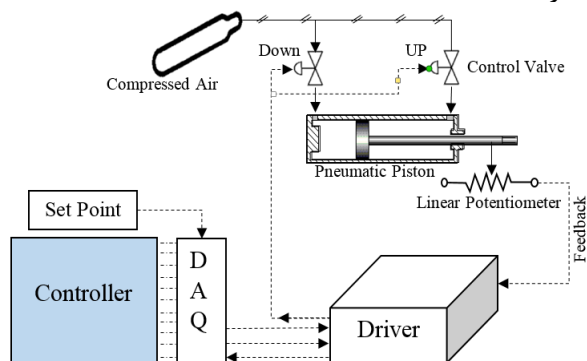 Down
UP
Compressed Air
Control Valve
Pneumatic Piston
Linear Potentiometer
Feedback
Set Point
Controller
D
A
Q
Driver